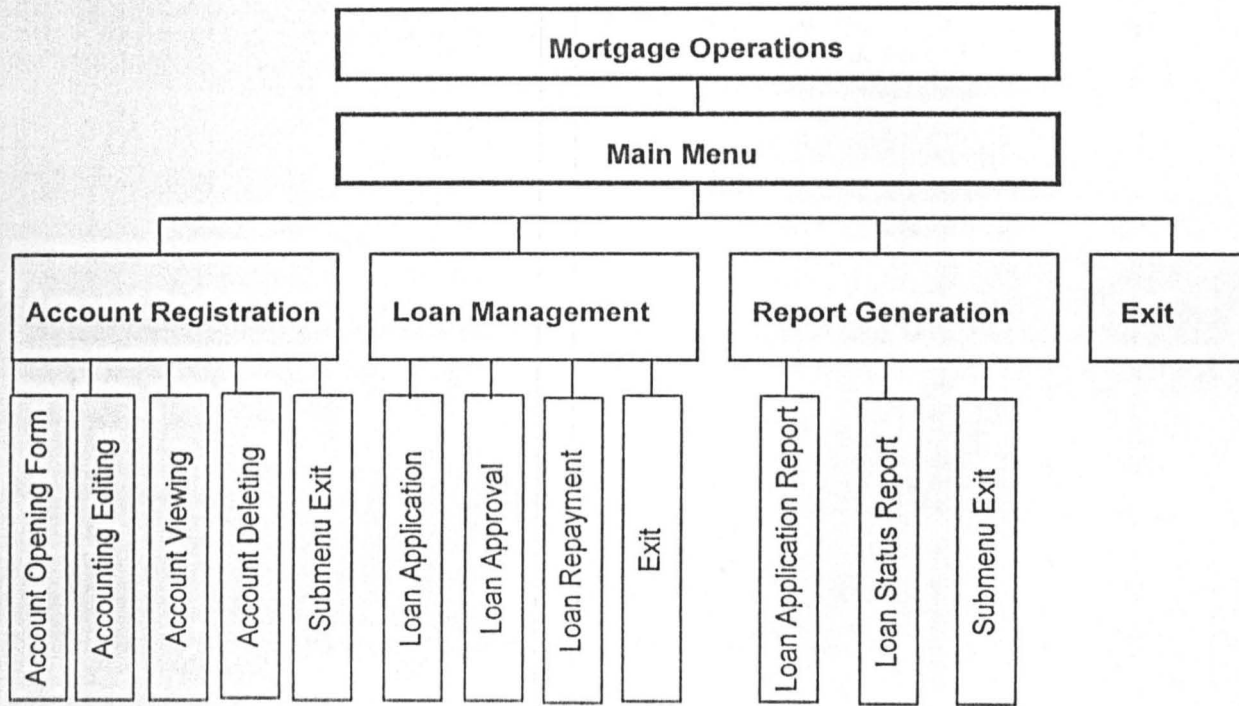 Mortgage Operations
Main Menu
Account Registration
Loan Management
Report Generation
Exit
Account Opening Form
Accounting Editing
Account Viewing
Account Deleting
Submenu Exit
Loan Application
Loan Approval
Loan Repayment
Exit
Loan Application Report
Loan Status Report
Submenu Exit